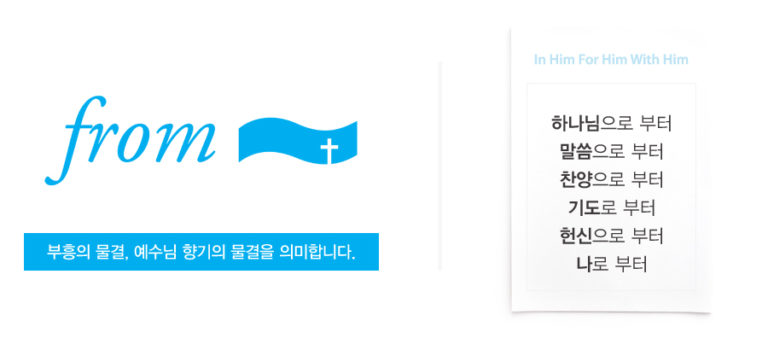 from
부흥의 물결, 예수님 향기의 물결을 의미합니다.
In Him For Him With Him
하나님으로 부터
말씀으로 부터
찬양으로 부터
기도로 부터
헌신으로 부터
나로 부터